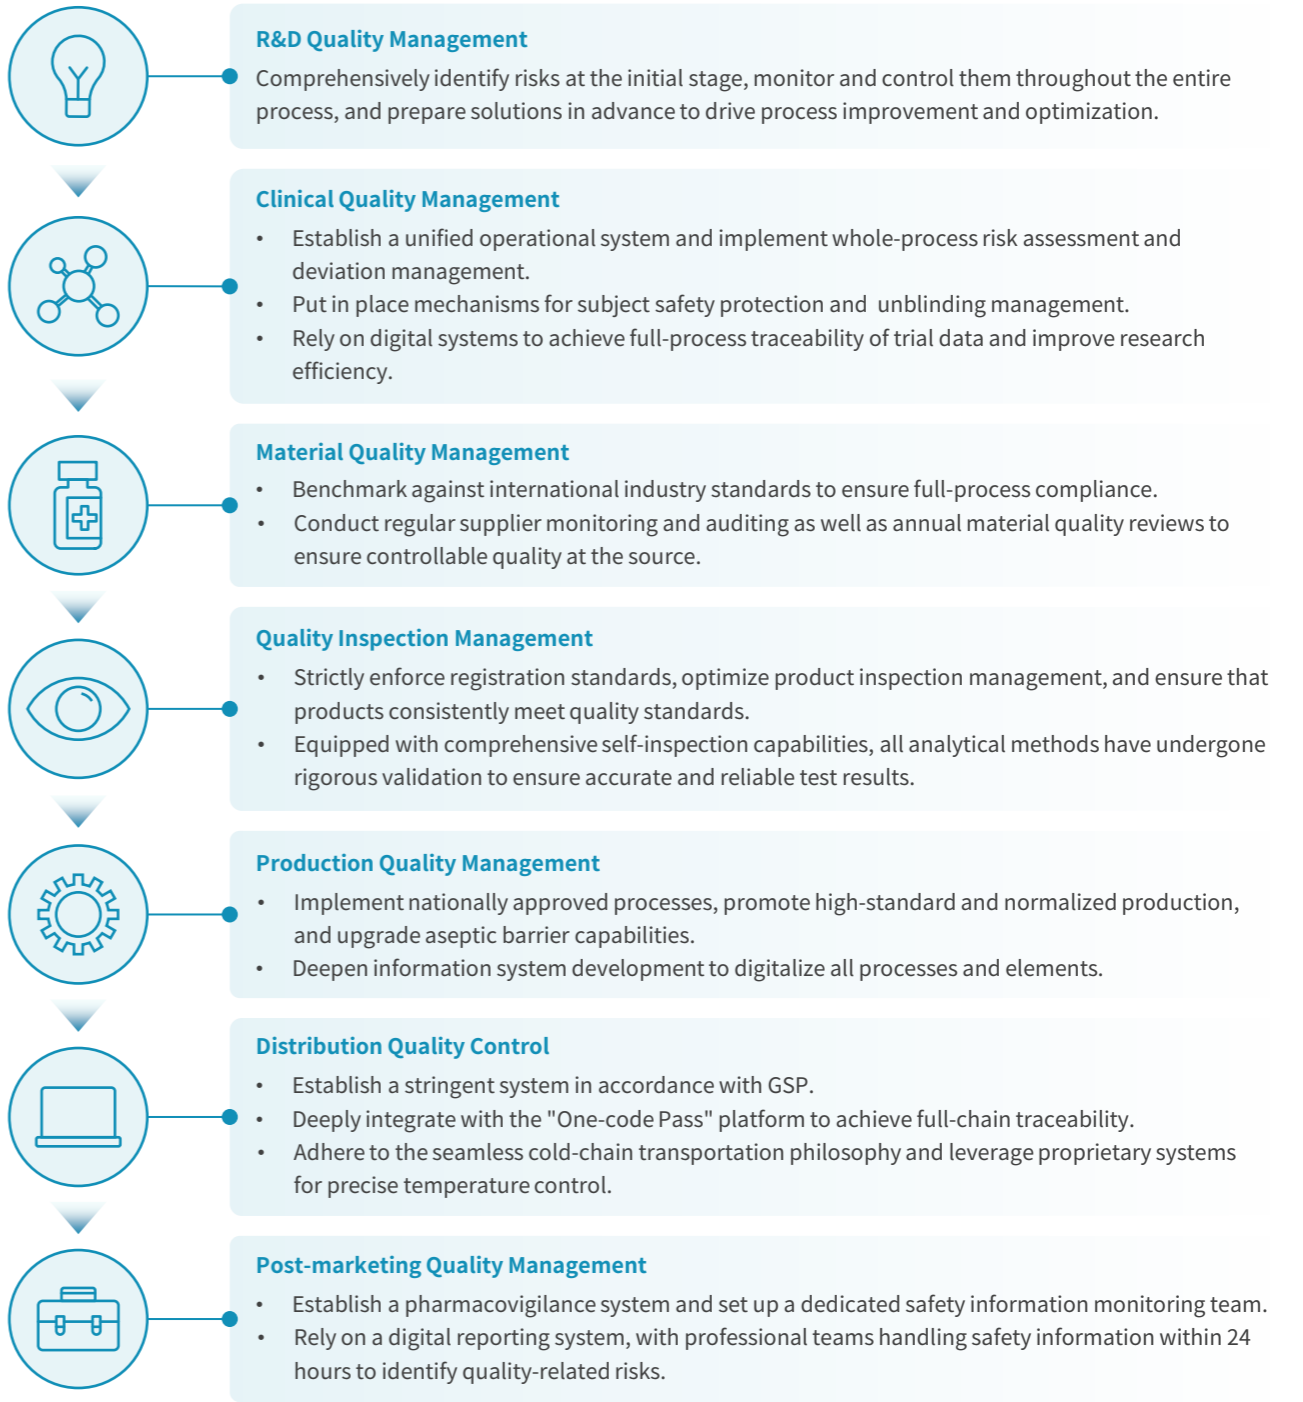 R&D Quality Management
Comprehensively identify risks at the initial stage, monitor and control them throughout the entire
process, and prepare solutions in advance to drive process improvement and optimization.
Clinical Quality Management
• Establish a unified operational system and implement whole-process risk assessment and
deviation management.
• Put in place mechanisms for subject safety protection and unblinding management.
• Rely on digital systems to achieve full-process traceability of trial data and improve research
efficiency.
Material Quality Management
• Benchmark against international industry standards to ensure full-process compliance.
• Conduct regular supplier monitoring and auditing as well as annual material quality reviews to
ensure controllable quality at the source.
Quality Inspection Management
• Strictly enforce registration standards, optimize product inspection management, and ensure that
products consistently meet quality standards.
• Equipped with comprehensive self-inspection capabilities, all analytical methods have undergone
rigorous validation to ensure accurate and reliable test results.
Production Quality Management
• Implement nationally approved processes, promote high-standard and normalized production,
and upgrade aseptic barrier capabilities.
• Deepen information system development to digitalize all processes and elements.
Distribution Quality Control
• Establish a stringent system in accordance with GSP.
• Deeply integrate with the "One-code Pass" platform to achieve full-chain traceability.
• Adhere to the seamless cold-chain transportation philosophy and leverage proprietary systems
for precise temperature control.
Post-marketing Quality Management
• Establish a pharmacovigilance system and set up a dedicated safety information monitoring team.
• Rely on a digital reporting system, with professional teams handling safety information within 24
hours to identify quality-related risks.